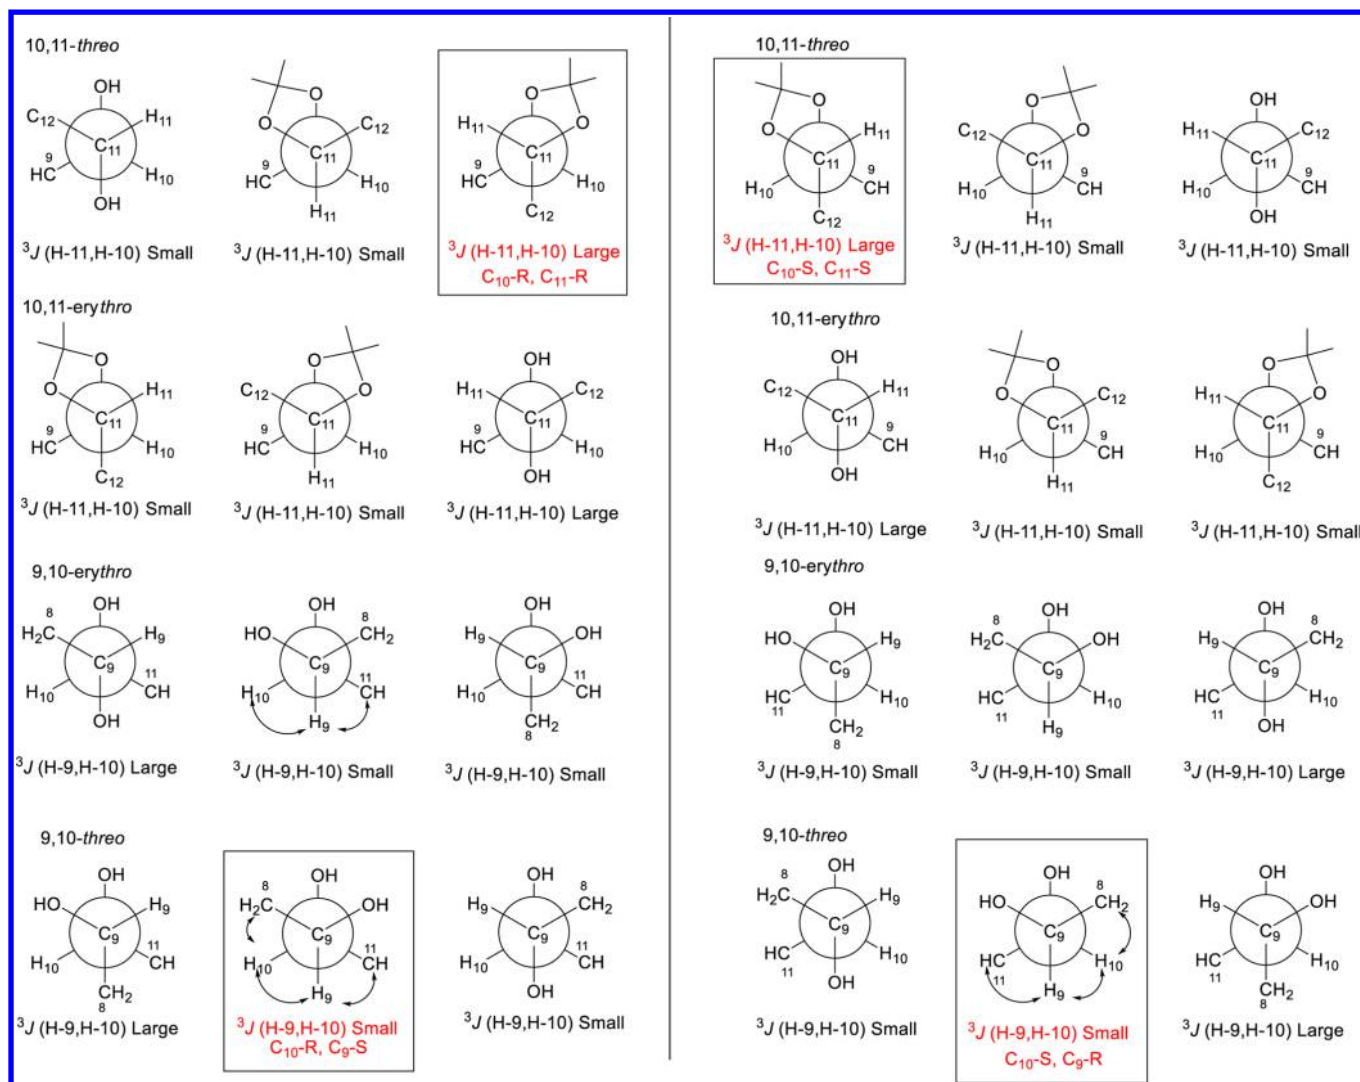 10,11-threo
OH
C12
H11
C11
9
HC
H10
OH
3J (H-11,H-10) Small
O
O
C12
C11
9
HC
H10
H11
3J (H-11,H-10) Small
O
H11
O
C11
9
HC
H10
C12
3J (H-11,H-10) Large
C10-R, C11-R
10,11-erythro
O
O
H11
C11
9
HC
H10
C12
3J (H-11,H-10) Small
O
C12
O
C11
9
HC
H10
H11
3J (H-11,H-10) Small
OH
H11
C12
C11
9
HC
H10
OH
3J (H-11,H-10) Large
9,10-erythro
8
OH
H2C
H9
C9
11
H10
CH
OH
3J (H-9,H-10) Large
OH
8
HO
CH2
C9
11
H10
CH
H9
3J (H-9,H-10) Small
OH
H9
OH
C9
11
H10
CH
CH2
8
3J (H-9,H-10) Small
9,10-threo
OH
HO
H9
C9
11
H10
CH
CH2
8
3J (H-9,H-10) Large
8
OH
H2C
OH
C9
11
H10
CH
H9
3J (H-9,H-10) Small
C10-R, C9-S
OH
8
H9
CH2
C9
11
H10
CH
OH
3J (H-9,H-10) Small
10,11-threo
O
O
H11
C11
9
H10
CH
C12
3J (H-11,H-10) Large
C10-S, C11-S
O
C12
O
C11
9
H10
CH
H11
3J (H-11,H-10) Small
OH
H11
C12
C11
9
H10
CH
OH
3J (H-11,H-10) Small
10,11-erythro
OH
C12
H11
C11
9
H10
CH
OH
3J (H-11,H-10) Large
O
O
C12
C11
9
H10
CH
H11
3J (H-11,H-10) Small
O
H11
O
C11
9
H10
CH
C12
3J (H-11,H-10) Small
9,10-erythro
OH
HO
H9
C9
HC
11
H10
CH2
8
3J (H-9,H-10) Small
8
OH
H2C
OH
C9
HC
11
H10
H9
3J (H-9,H-10) Small
OH
8
H9
CH2
C9
HC
11
H10
OH
3J (H-9,H-10) Large
9,10-threo
8
OH
H2C
H9
C9
HC
11
H10
OH
3J (H-9,H-10) Small
OH
8
HO
CH2
C9
HC
11
H10
H9
3J (H-9,H-10) Small
C10-S, C9-R
OH
H9
OH
C9
HC
11
H10
CH2
8
3J (H-9,H-10) Large